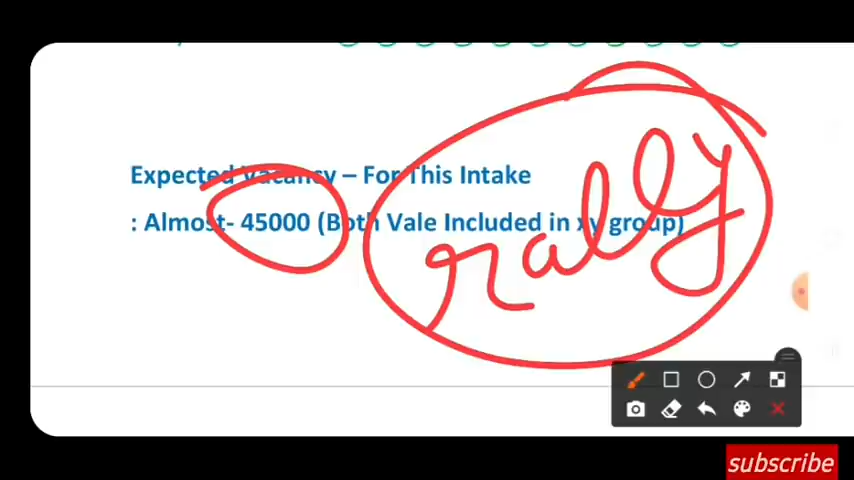 Expected Vacancy – For This Intake
: Almost- 45000 (Both Vale Included in xy group)
rally
subscribe